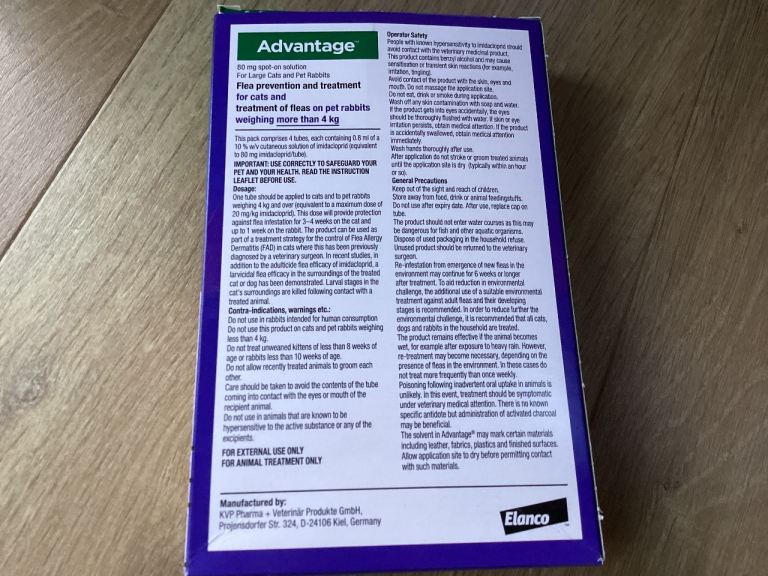 Advantage™
80 mg spot-on solution
For Large Cats and Pet Rabbits
Flea prevention and treatment
for cats and
treatment of fleas on pet rabbits
weighing more than 4 kg
This pack comprises 4 tubes, each containing 0.8 ml of a
10 % w/v cutaneous solution of imidacloprid (equivalent
to 80 mg imidacloprid/tube).
IMPORTANT: USE CORRECTLY TO SAFEGUARD YOUR
PET AND YOUR HEALTH. READ THE INSTRUCTION
LEAFLET BEFORE USE.
Dosage:
One tube should be applied to cats and to pet rabbits
weighing 4 kg and over (equivalent to a maximum dose of
20 mg/kg imidacloprid). This dose will provide protection
against flea infestation for 3–4 weeks on the cat and
up to 1 week on the rabbit. The product can be used as
part of a treatment strategy for the control of Flea Allergy
Dermatitis (FAD) in cats where this has been previously
diagnosed by a veterinary surgeon. In recent studies, in
addition to the adulticide flea efficacy of imidacloprid, a
larvicidal flea efficacy in the surroundings of the treated
cat or dog has been demonstrated. Larval stages in the
cat's surroundings are killed following contact with a
treated animal.
Contra-indications, warnings etc.:
Do not use in rabbits intended for human consumption
Do not use this product on cats and pet rabbits weighing
less than 4 kg.
Do not treat unweaned kittens of less than 8 weeks of
age or rabbits less than 10 weeks of age.
Do not allow recently treated animals to groom each
other.
Care should be taken to avoid the contents of the tube
coming into contact with the eyes or mouth of the
recipient animal.
Do not use in animals that are known to be
hypersensitive to the active substance or any of the
excipients.
FOR EXTERNAL USE ONLY
FOR ANIMAL TREATMENT ONLY
Operator Safety
People with known hypersensitivity to imidacloprid should
avoid contact with the veterinary medicinal product.
This product contains benzyl alcohol and may cause
sensitisation or transient skin reactions (for example,
irritation, tingling).
Avoid contact of the product with the skin, eyes and
mouth. Do not massage the application site.
Do not eat, drink or smoke during application.
Wash off any skin contamination with soap and water.
If the product gets into eyes accidentally, the eyes
should be thoroughly flushed with water. If skin or eye
irritation persists, obtain medical attention. If the product
is accidentally swallowed, obtain medical attention
immediately.
Wash hands thoroughly after use.
After application do not stroke or groom treated animals
until the application site is dry (typically within an hour
or so).
General Precautions
Keep out of the sight and reach of children.
Store away from food, drink or animal feedingstuffs.
Do not use after expiry date. After use, replace cap on
tube.
The product should not enter water courses as this may
be dangerous for fish and other aquatic organisms.
Dispose of used packaging in the household refuse.
Unused product should be returned to the veterinary
surgeon.
Re-infestation from emergence of new fleas in the
environment may continue for 6 weeks or longer
after treatment. To aid reduction in environmental
challenge, the additional use of a suitable environmental
treatment against adult fleas and their developing
stages is recommended. In order to reduce further the
environmental challenge, it is recommended that all cats,
dogs and rabbits in the household are treated.
The product remains effective if the animal becomes
wet, for example after exposure to heavy rain. However,
re-treatment may become necessary, depending on the
presence of fleas in the environment. In these cases do
not treat more frequently than once weekly.
Poisoning following inadvertent oral uptake in animals is
unlikely. In this event, treatment should be symptomatic
under veterinary medical attention. There is no known
specific antidote but administration of activated charcoal
may be beneficial.
The solvent in Advantage® may mark certain materials
including leather, fabrics, plastics and finished surfaces.
Allow application site to dry before permitting contact
with such materials.
Manufactured by:
KVP Pharma + Veterinär Produkte GmbH,
Projensdorfer Str. 324, D-24106 Kiel, Germany
Elanco™